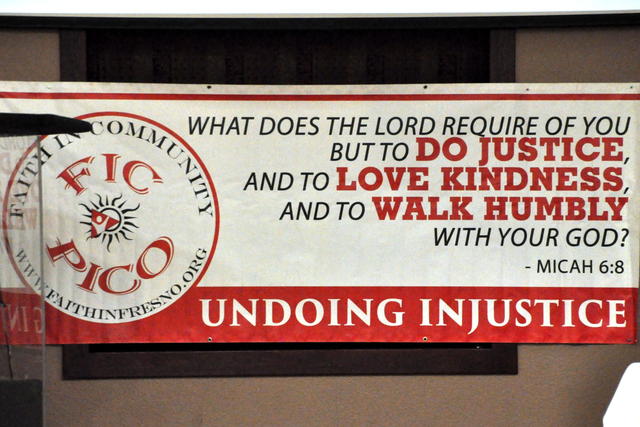 FAITH IN COMMUNITY
FIC
PICO
WWW.FAITHINFRESNO.ORG
WHAT DOES THE LORD REQUIRE OF YOU
BUT TO DO JUSTICE,
AND TO LOVE KINDNESS,
AND TO WALK HUMBLY
WITH YOUR GOD?
- MICAH 6:8
UNDOING INJUSTICE